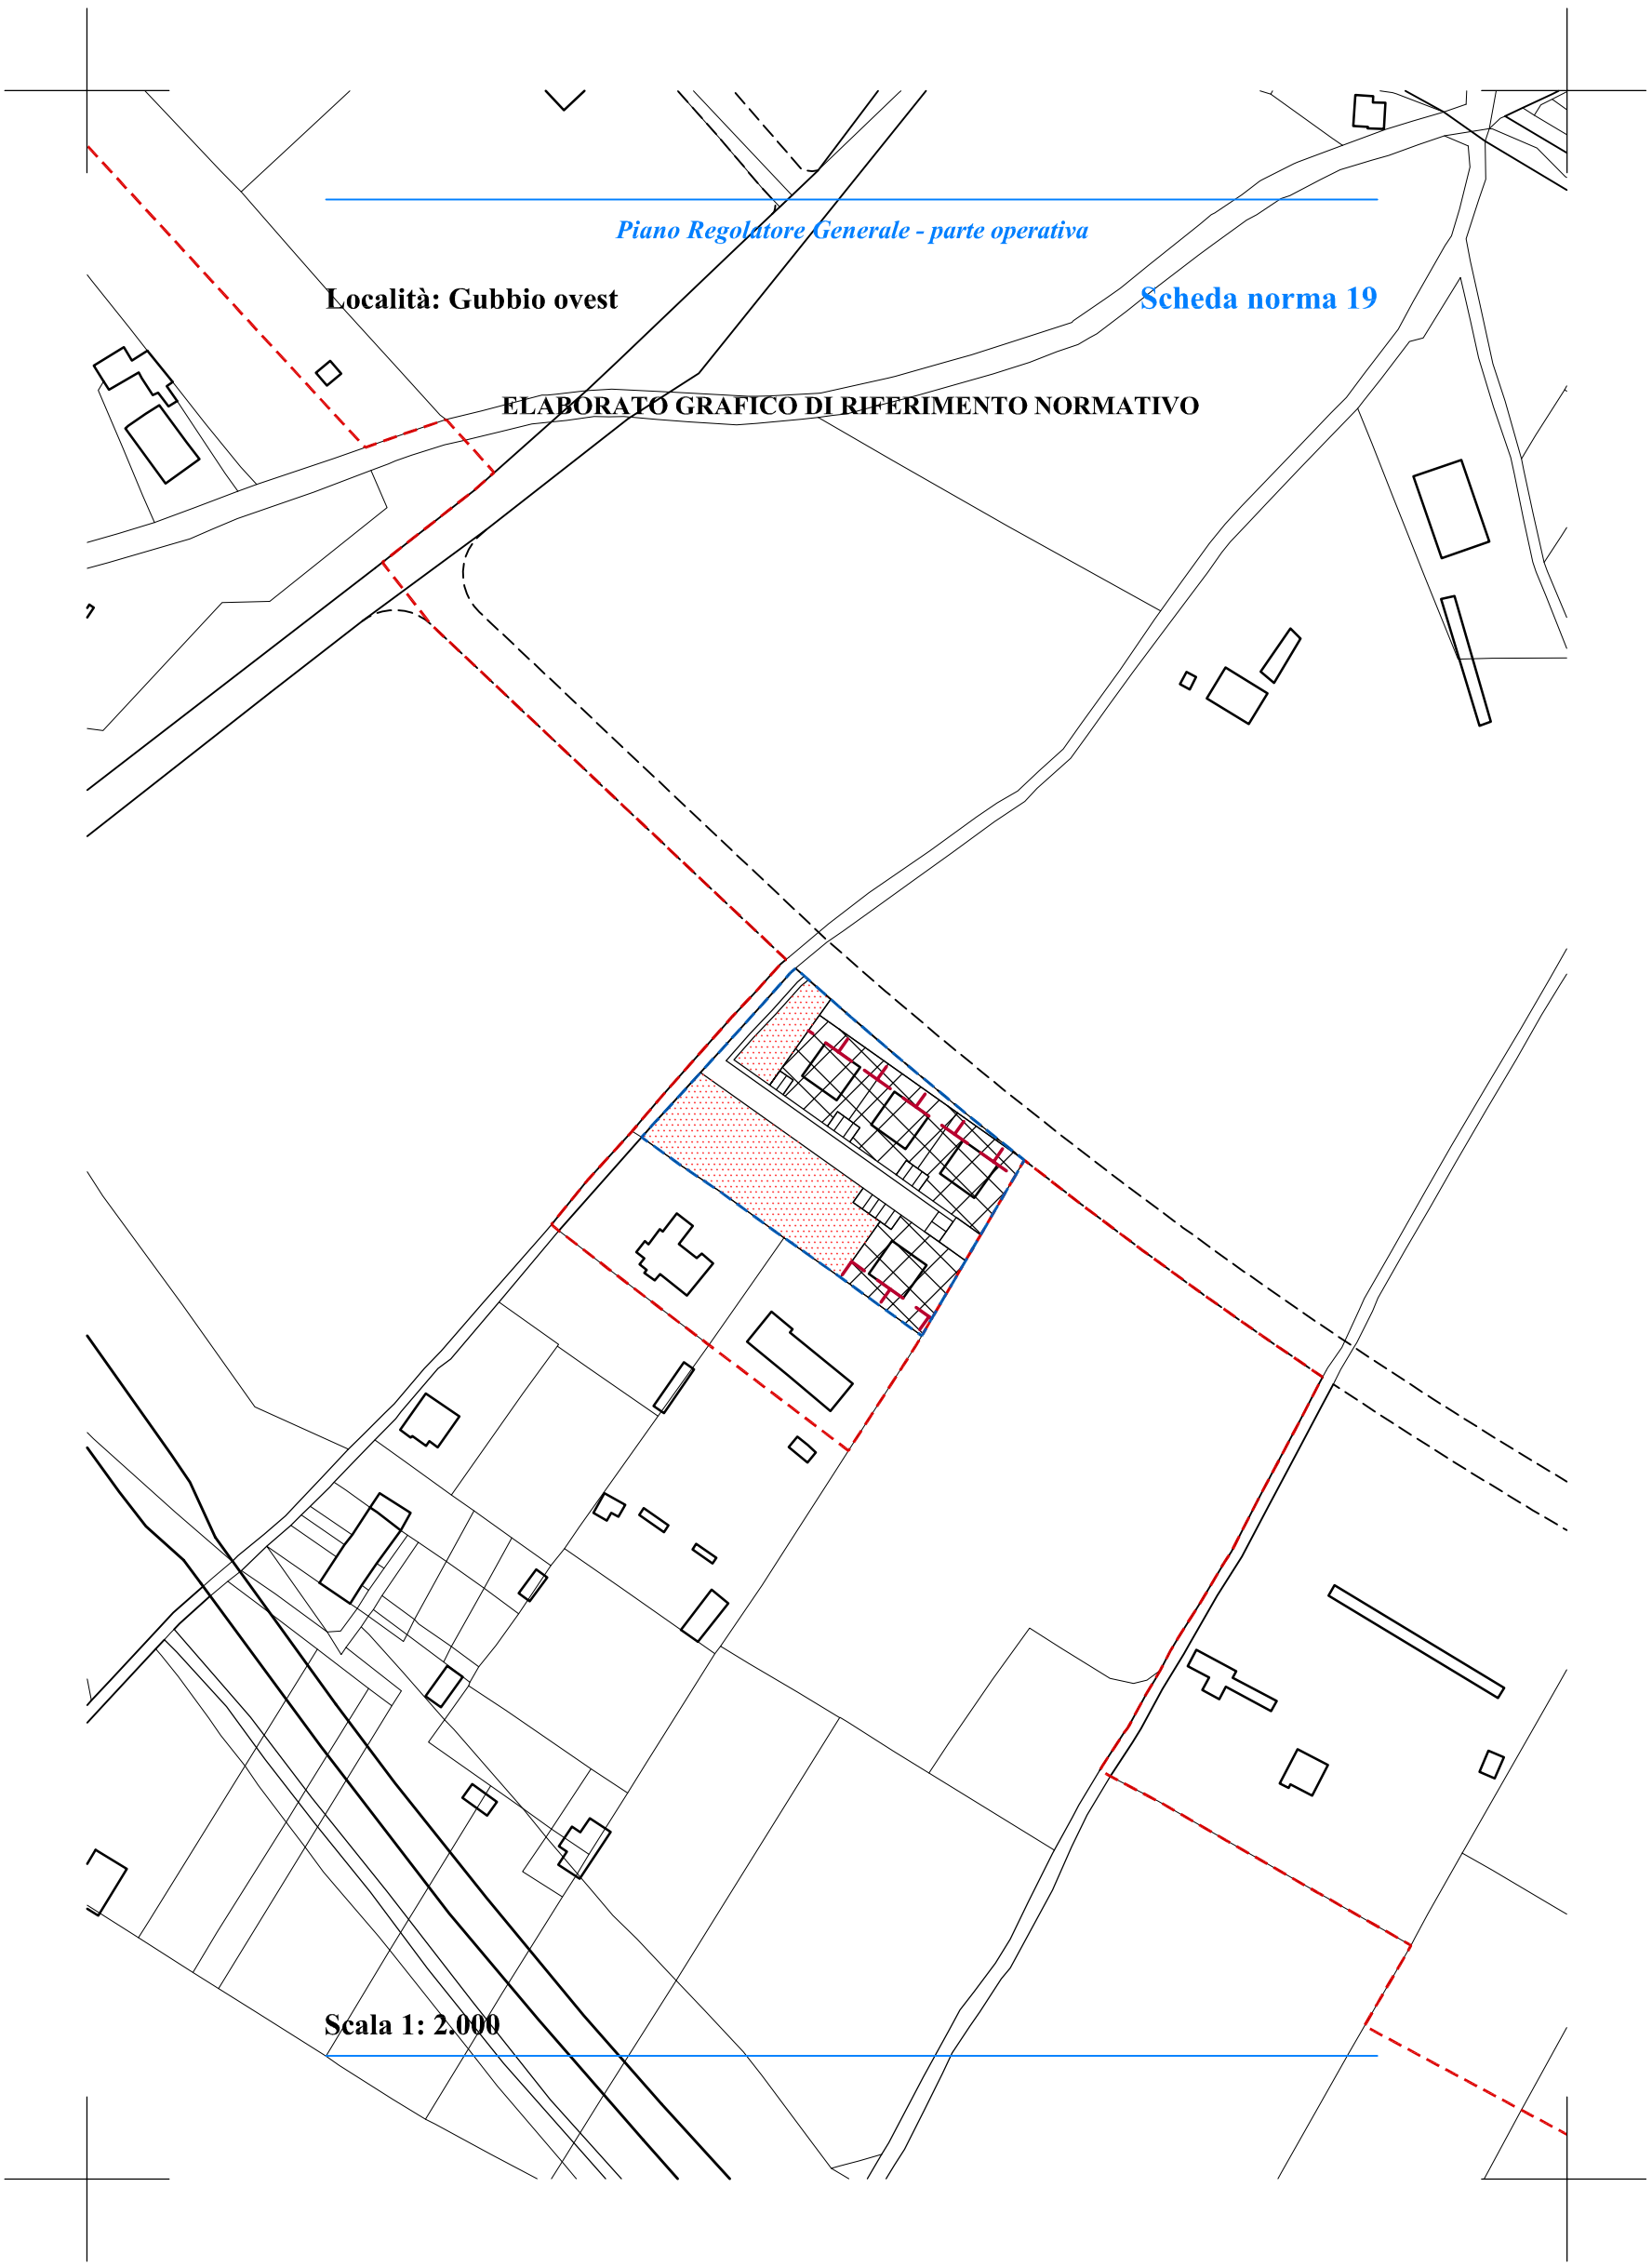 Piano Regolatore Generale - parte operativa
Località: Gubbio ovest
Scheda norma 19
ELABORATO GRAFICO DI RIFERIMENTO NORMATIVO
Scala 1: 2.000